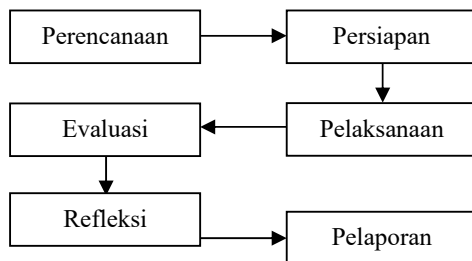 Perencanaan
Persiapan
Pelaksanaan
Evaluasi
Refleksi
Pelaporan